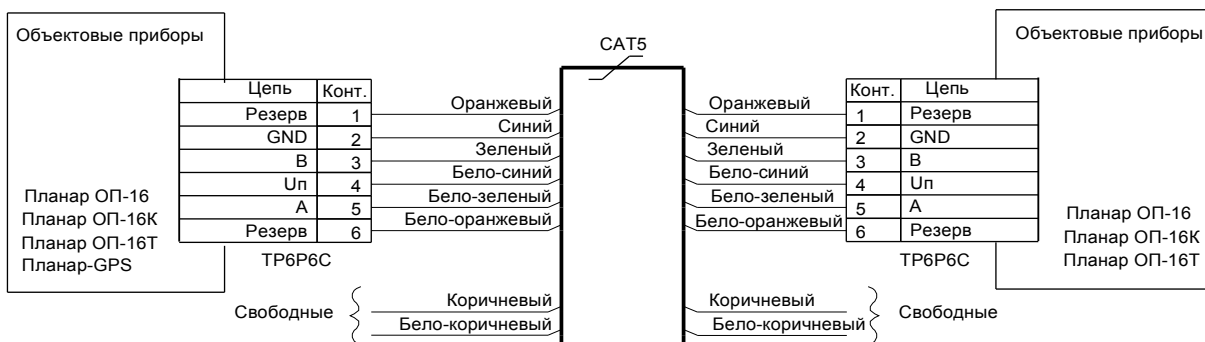 Объектовые приборы
Объектовые приборы
CAT5
Цепь Конт.
Резерв 1
GND 2
B 3
Uп 4
A 5
Резерв 6
TP6P6C
Планар ОП-16
Планар ОП-16К
Планар ОП-16Т
Планар-GPS
Оранжевый
Синий
Зеленый
Бело-синий
Бело-зеленый
Бело-оранжевый
Свободные
Коричневый
Бело-коричневый
Оранжевый
Синий
Зеленый
Бело-синий
Бело-зеленый
Бело-оранжевый
Коричневый
Бело-коричневый
Свободные
Конт. Цепь
1 Резерв
2 GND
3 B
4 Uп
5 A
6 Резерв
TP6P6C
Планар ОП-16
Планар ОП-16К
Планар ОП-16Т